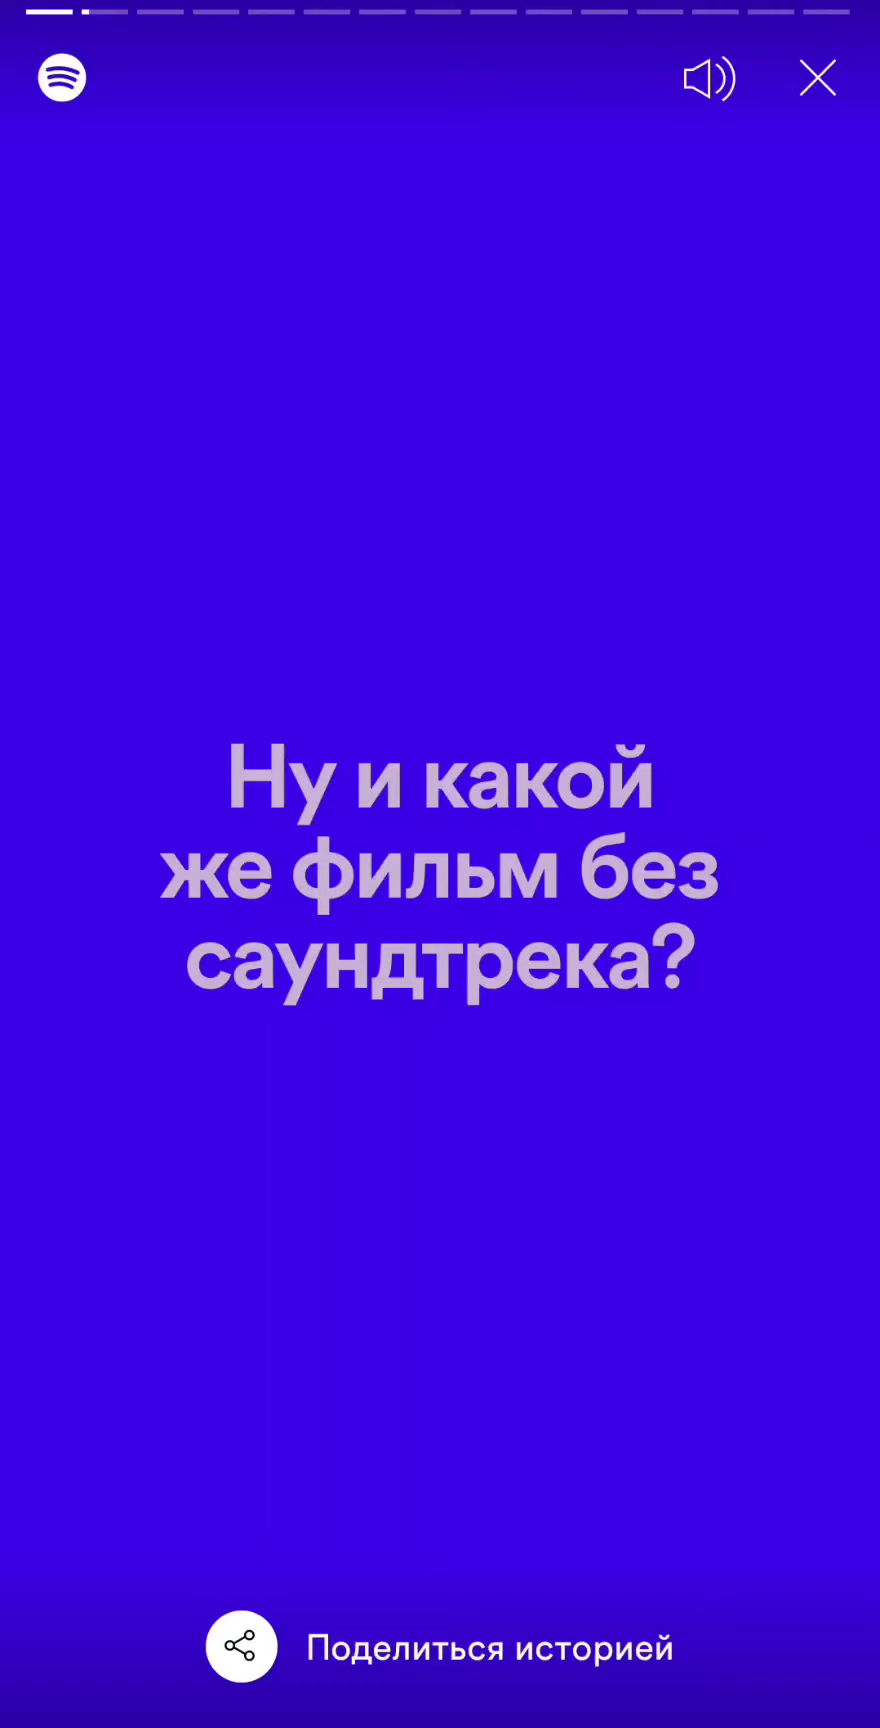 Ну и какой
же фильм без
саундтрека?
Поделиться историей